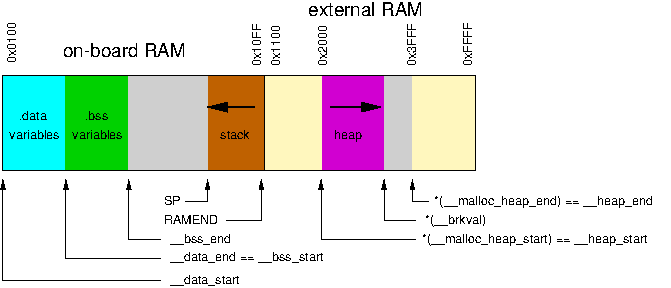 external RAM
on-board RAM
0x0100
0x10FF
0x1100
0x2000
0x3FFF
0xFFFF
.data
variables
.bss
variables
stack
heap
SP
RAMEND
__bss_end
__data_end == __bss_start
__data_start
*(__malloc_heap_end) == __heap_end
*(__brkval)
*(__malloc_heap_start) == __heap_start